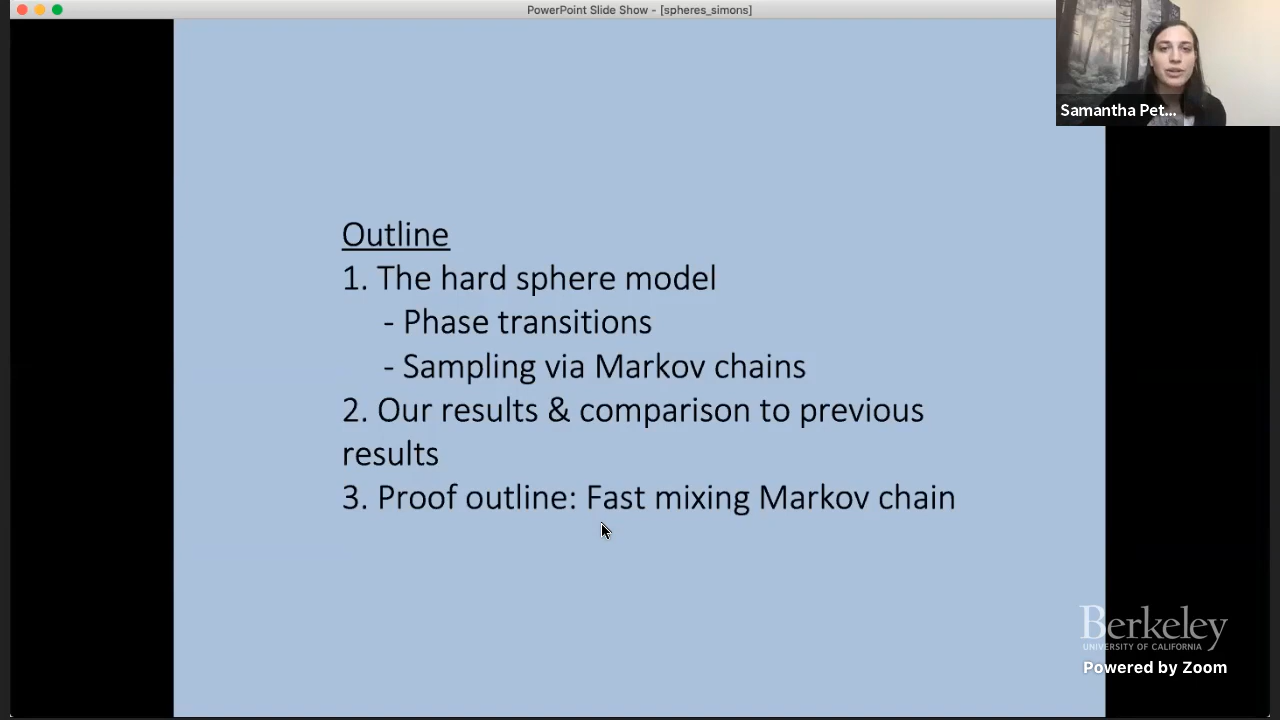 PowerPoint Slide Show - [spheres_simons]
Samantha Pet...
Outline
1. The hard sphere model
- Phase transitions
- Sampling via Markov chains
2. Our results & comparison to previous
results
3. Proof outline: Fast mixing Markov chain
Berkeley
UNIVERSITY OF CALIFORNIA
Powered by Zoom